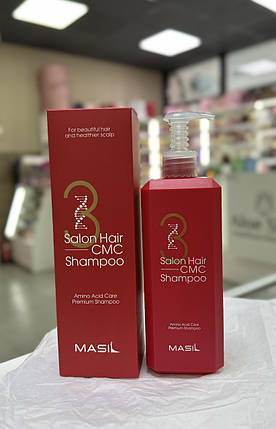 For beautiful hair
and healthier scalp
3
Salon Hair
CMC
Shampoo
Amino Acid Care
Premium Shampoo
MASIL
3
Salon Hair
CMC
Shampoo
Amino Acid Care
Premium Shampoo
MASIL